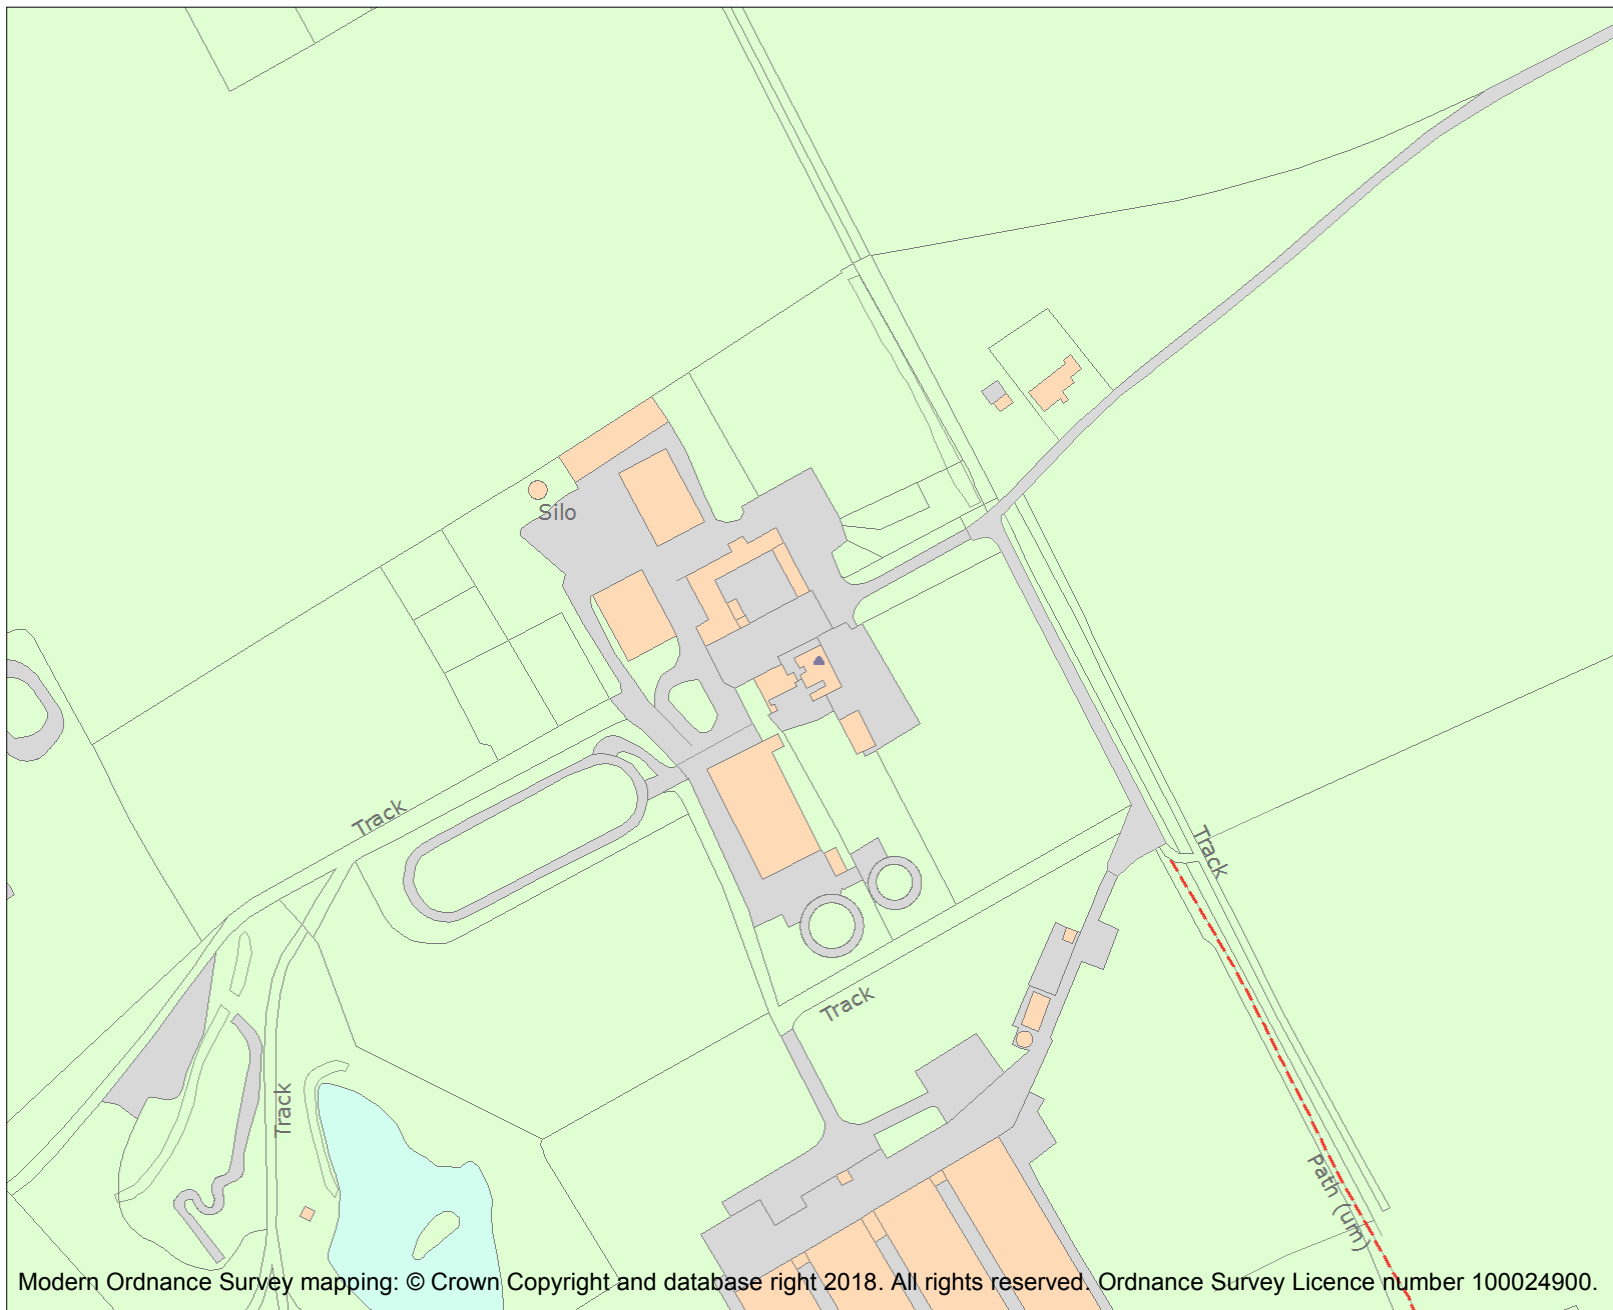 Silo
Track
Track
Track
Track
Path (um)
Modern Ordnance Survey mapping: © Crown Copyright and database right 2018. All rights reserved. Ordnance Survey Licence number 100024900.